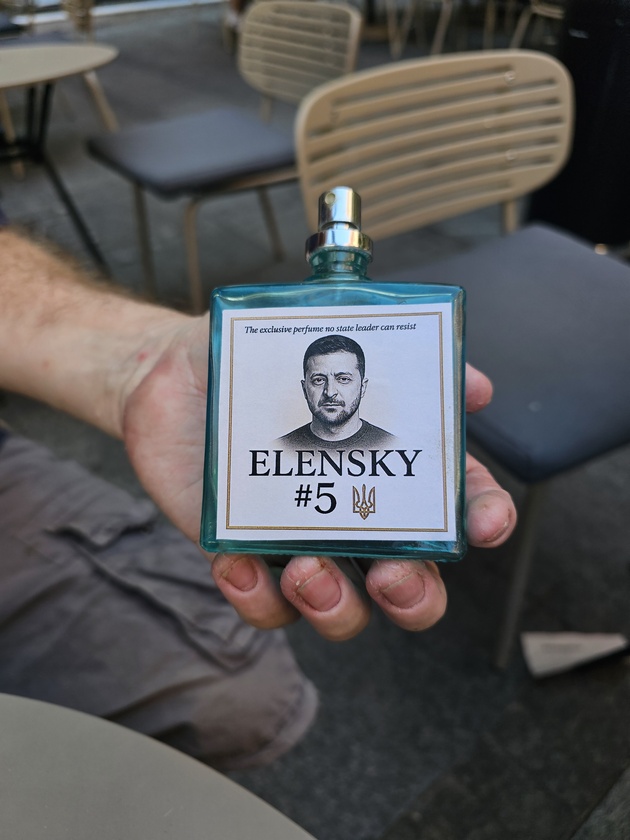 The exclusive perfume no state leader can resist
ELENSKY
#5